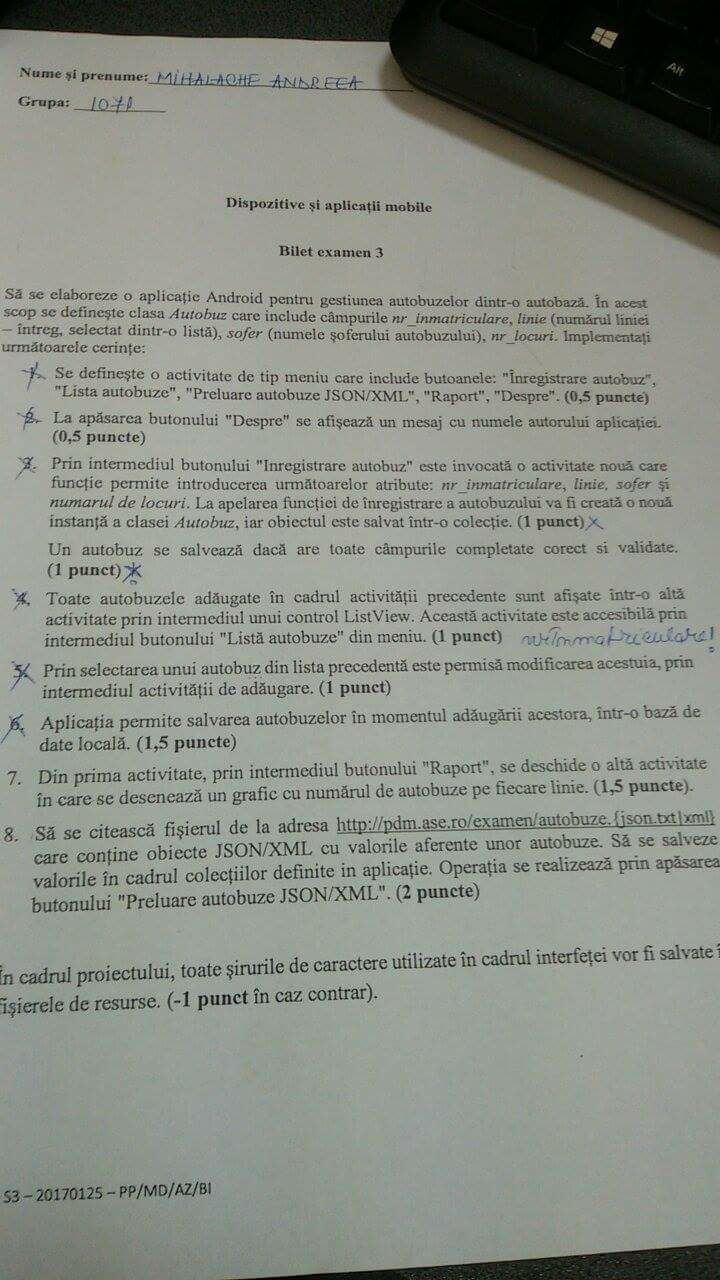 Alt
Nume și prenume: MIHALACHE ANDREEA
Grupa: 1071
Dispozitive și aplicații mobile
Bilet examen 3
Să se elaboreze o aplicație Android pentru gestiunea autobuzelor dintr-o autobază. În acest
scop se definește clasa Autobuz care include câmpurile nr_inmatriculare, linie (numărul liniei
– întreg, selectat dintr-o listă), sofer (numele șoferului autobuzului), nr_locuri. Implementați
următoarele cerințe:
1. Se definește o activitate de tip meniu care include butoanele: "Înregistrare autobuz",
"Lista autobuze", "Preluare autobuze JSON/XML", "Raport", "Despre". (0,5 puncte)
2. La apăsarea butonului "Despre" se afișează un mesaj cu numele autorului aplicației.
(0,5 puncte)
3. Prin intermediul butonului "Inregistrare autobuz" este invocată o activitate nouă care
funcție permite introducerea următoarelor atribute: nr_inmatriculare, linie, sofer și
numarul de locuri. La apelarea funcției de înregistrare a autobuzului va fi creată o nouă
instanță a clasei Autobuz, iar obiectul este salvat într-o colecție. (1 punct)
Un autobuz se salvează dacă are toate câmpurile completate corect si validate.
(1 punct)
4. Toate autobuzele adăugate în cadrul activității precedente sunt afișate într-o altă
activitate prin intermediul unui control ListView. Această activitate este accesibilă prin
intermediul butonului "Listă autobuze" din meniu. (1 punct) nrInmatriculare!
5. Prin selectarea unui autobuz din lista precedentă este permisă modificarea acestuia, prin
intermediul activității de adăugare. (1 punct)
6. Aplicația permite salvarea autobuzelor în momentul adăugării acestora, într-o bază de
date locală. (1,5 puncte)
7. Din prima activitate, prin intermediul butonului "Raport", se deschide o altă activitate
în care se desenează un grafic cu numărul de autobuze pe fiecare linie. (1,5 puncte).
8. Să se citească fișierul de la adresa http://pdm.ase.ro/examen/autobuze.{json.txt|xml}
care conține obiecte JSON/XML cu valorile aferente unor autobuze. Să se salveze
valorile în cadrul colecțiilor definite in aplicație. Operația se realizează prin apăsarea
butonului "Preluare autobuze JSON/XML". (2 puncte)
În cadrul proiectului, toate șirurile de caractere utilizate în cadrul interfeței vor fi salvate î
fișierele de resurse. (-1 punct în caz contrar).
S3 – 20170125 – PP/MD/AZ/BI